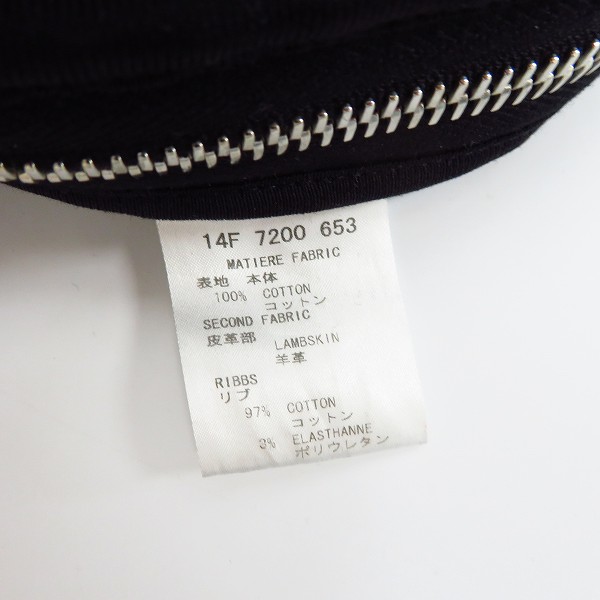 14F 7200 653
MATIERE FABRIC
表地 本体
100% COTTON
コットン
SECOND FABRIC
皮革部 LAMBSKIN
羊革
RIBBS
リブ
97% COTTON
コットン
3% ELASTHANNE
ポリウレタン